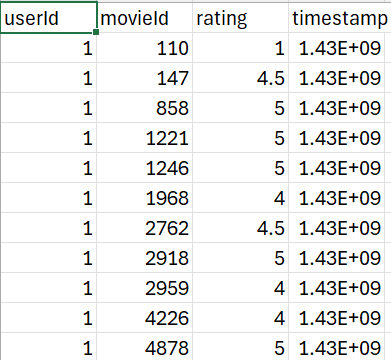 userId movieId rating timestamp
1 110 1 1.43E+09
1 147 4.5 1.43E+09
1 858 5 1.43E+09
1 1221 5 1.43E+09
1 1246 5 1.43E+09
1 1968 4 1.43E+09
1 2762 4.5 1.43E+09
1 2918 5 1.43E+09
1 2959 4 1.43E+09
1 4226 4 1.43E+09
1 4878 5 1.43E+09